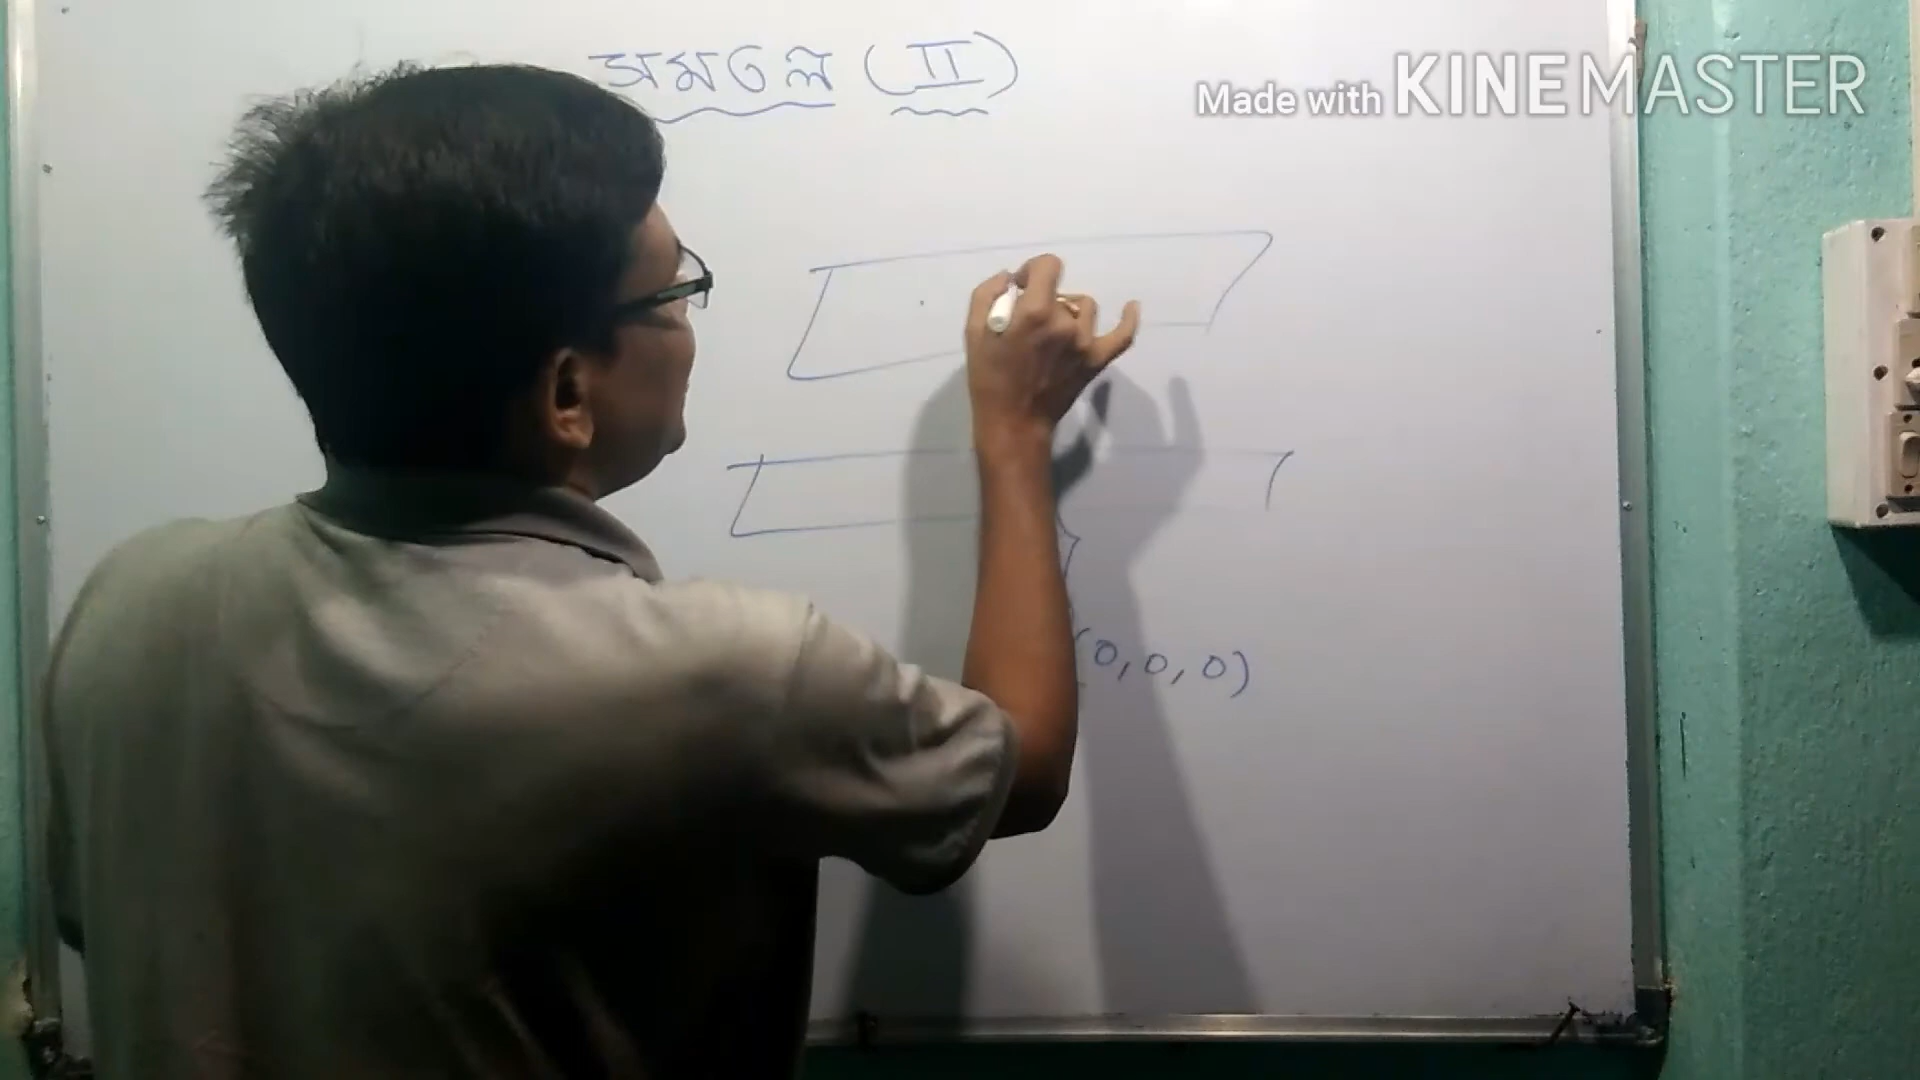 সমতল (II)
Made with KINEMASTER
(0,0,0)